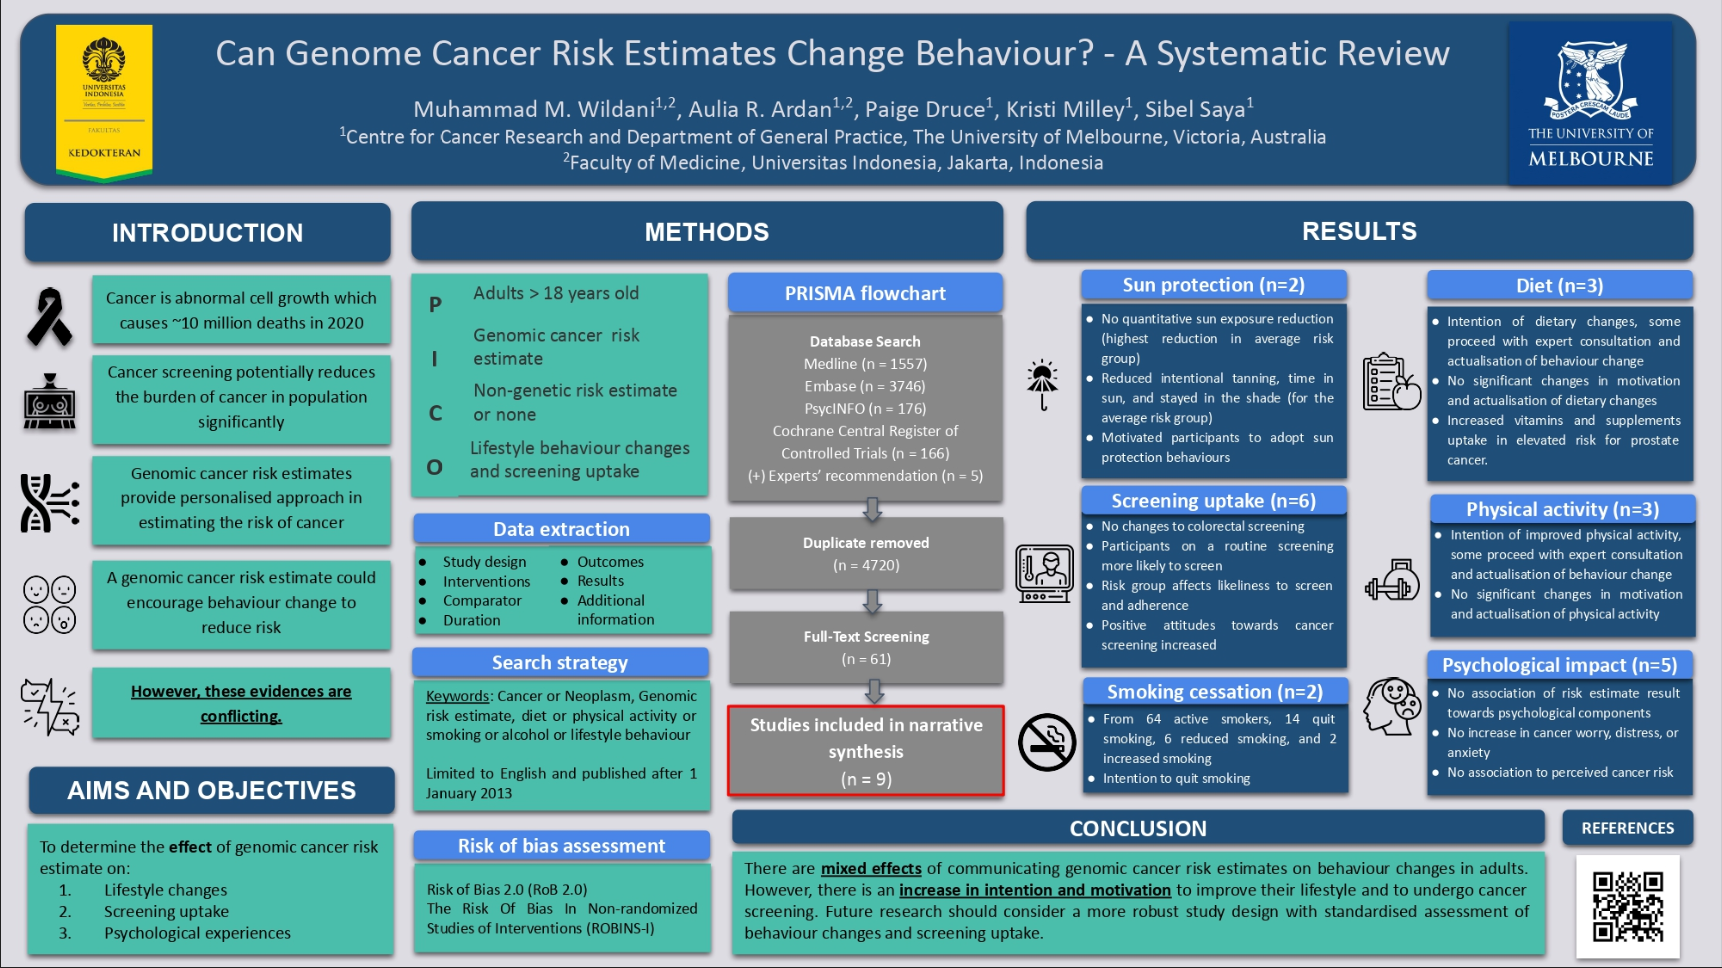 Can Genome Cancer Risk Estimates Change Behaviour? - A Systematic Review
Muhammad M. Wildani1,2, Aulia R. Ardan1,2, Paige Druce1, Kristi Milley1, Sibel Saya1
1Centre for Cancer Research and Department of General Practice, The University of Melbourne, Victoria, Australia
2Faculty of Medicine, Universitas Indonesia, Jakarta, Indonesia
UNIVERSITAS
INDONESIA
FAKULTAS
KEDOKTERAN
THE UNIVERSITY OF
MELBOURNE
INTRODUCTION
Cancer is abnormal cell growth which
causes ~10 million deaths in 2020
Cancer screening potentially reduces
the burden of cancer in population
significantly
Genomic cancer risk estimates
provide personalised approach in
estimating the risk of cancer
A genomic cancer risk estimate could
encourage behaviour change to
reduce risk
However, these evidences are
conflicting.
AIMS AND OBJECTIVES
To determine the effect of genomic cancer risk
estimate on:
1. Lifestyle changes
2. Screening uptake
3. Psychological experiences
METHODS
P Adults > 18 years old
I Genomic cancer risk
estimate
C Non-genetic risk estimate
or none
O Lifestyle behaviour changes
and screening uptake
Data extraction
● Study design
● Interventions
● Comparator
● Duration
● Outcomes
● Results
● Additional
information
Search strategy
Keywords: Cancer or Neoplasm, Genomic
risk estimate, diet or physical activity or
smoking or alcohol or lifestyle behaviour
Limited to English and published after 1
January 2013
Risk of bias assessment
Risk of Bias 2.0 (RoB 2.0)
The Risk Of Bias In Non-randomized
Studies of Interventions (ROBINS-I)
PRISMA flowchart
Database Search
Medline (n = 1557)
Embase (n = 3746)
PsycINFO (n = 176)
Cochrane Central Register of
Controlled Trials (n = 166)
(+) Experts’ recommendation (n = 5)
Duplicate removed
(n = 4720)
Full-Text Screening
(n = 61)
Studies included in narrative
synthesis
(n = 9)
RESULTS
Sun protection (n=2)
● No quantitative sun exposure reduction
(highest reduction in average risk
group)
● Reduced intentional tanning, time in
sun, and stayed in the shade (for the
average risk group)
● Motivated participants to adopt sun
protection behaviours
Screening uptake (n=6)
● No changes to colorectal screening
● Participants on a routine screening
more likely to screen
● Risk group affects likeliness to screen
and adherence
● Positive attitudes towards cancer
screening increased
Smoking cessation (n=2)
● From 64 active smokers, 14 quit
smoking, 6 reduced smoking, and 2
increased smoking
● Intention to quit smoking
Diet (n=3)
● Intention of dietary changes, some
proceed with expert consultation and
actualisation of behaviour change
● No significant changes in motivation
and actualisation of dietary changes
● Increased vitamins and supplements
uptake in elevated risk for prostate
cancer.
Physical activity (n=3)
● Intention of improved physical activity,
some proceed with expert consultation
and actualisation of behaviour change
● No significant changes in motivation
and actualisation of physical activity
Psychological impact (n=5)
● No association of risk estimate result
towards psychological components
● No increase in cancer worry, distress, or
anxiety
● No association to perceived cancer risk
CONCLUSION
There are mixed effects of communicating genomic cancer risk estimates on behaviour changes in adults.
However, there is an increase in intention and motivation to improve their lifestyle and to undergo cancer
screening. Future research should consider a more robust study design with standardised assessment of
behaviour changes and screening uptake.
REFERENCES